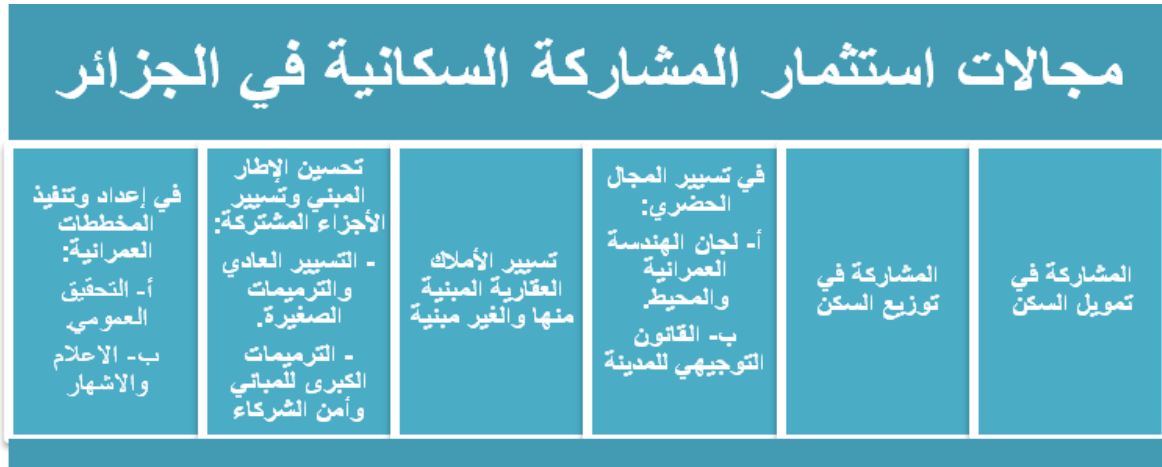 مجالات استثمار المشاركة السكانية في الجزائر
المشاركة في
تمويل السكن
المشاركة في
توزيع السكن
في تسيير المجال
الحضري:
أ- لجان الهندسة
العمرانية
والمحيط.
ب- القانون
التوجيهي للمدينة
تسيير الأملاك
العقارية المبنية
منها والغير مبنية
تحسين الإطار
المبني وتسيير
الأجزاء المشتركة:
- التسيير العادي
والترميمات
الصغيرة.
- الترميمات
الكبرى للمباني
وأمن الشركاء
في إعداد وتنفيذ
المخططات
العمرانية:
أ- التحقيق
العمومي.
ب- الاعلام
والاشهار